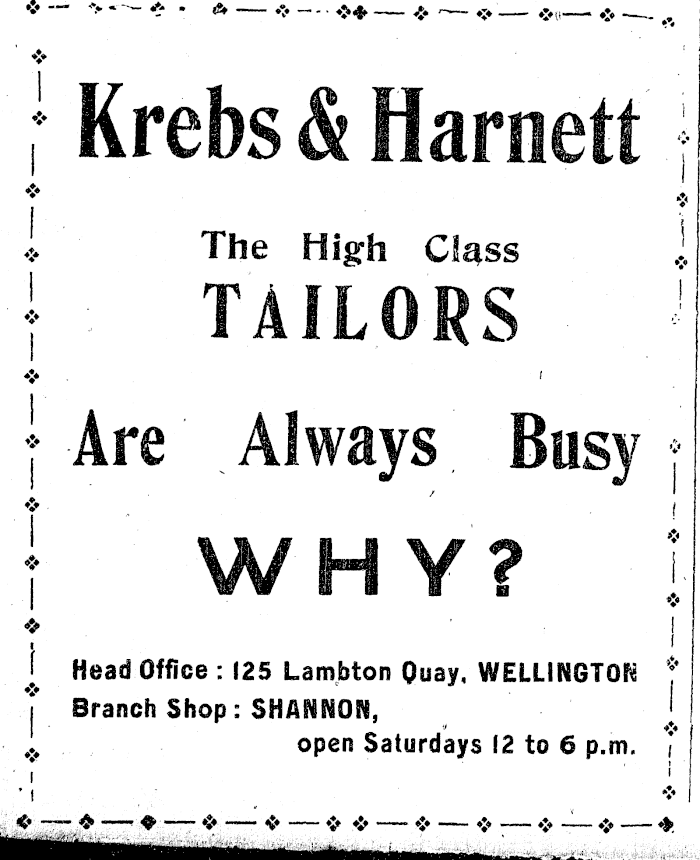 Krebs & Harnett
The High Class
TAILORS
Are Always Busy
WHY?
Head Office : 125 Lambton Quay, WELLINGTON
Branch Shop : SHANNON,
open Saturdays 12 to 6 p.m.